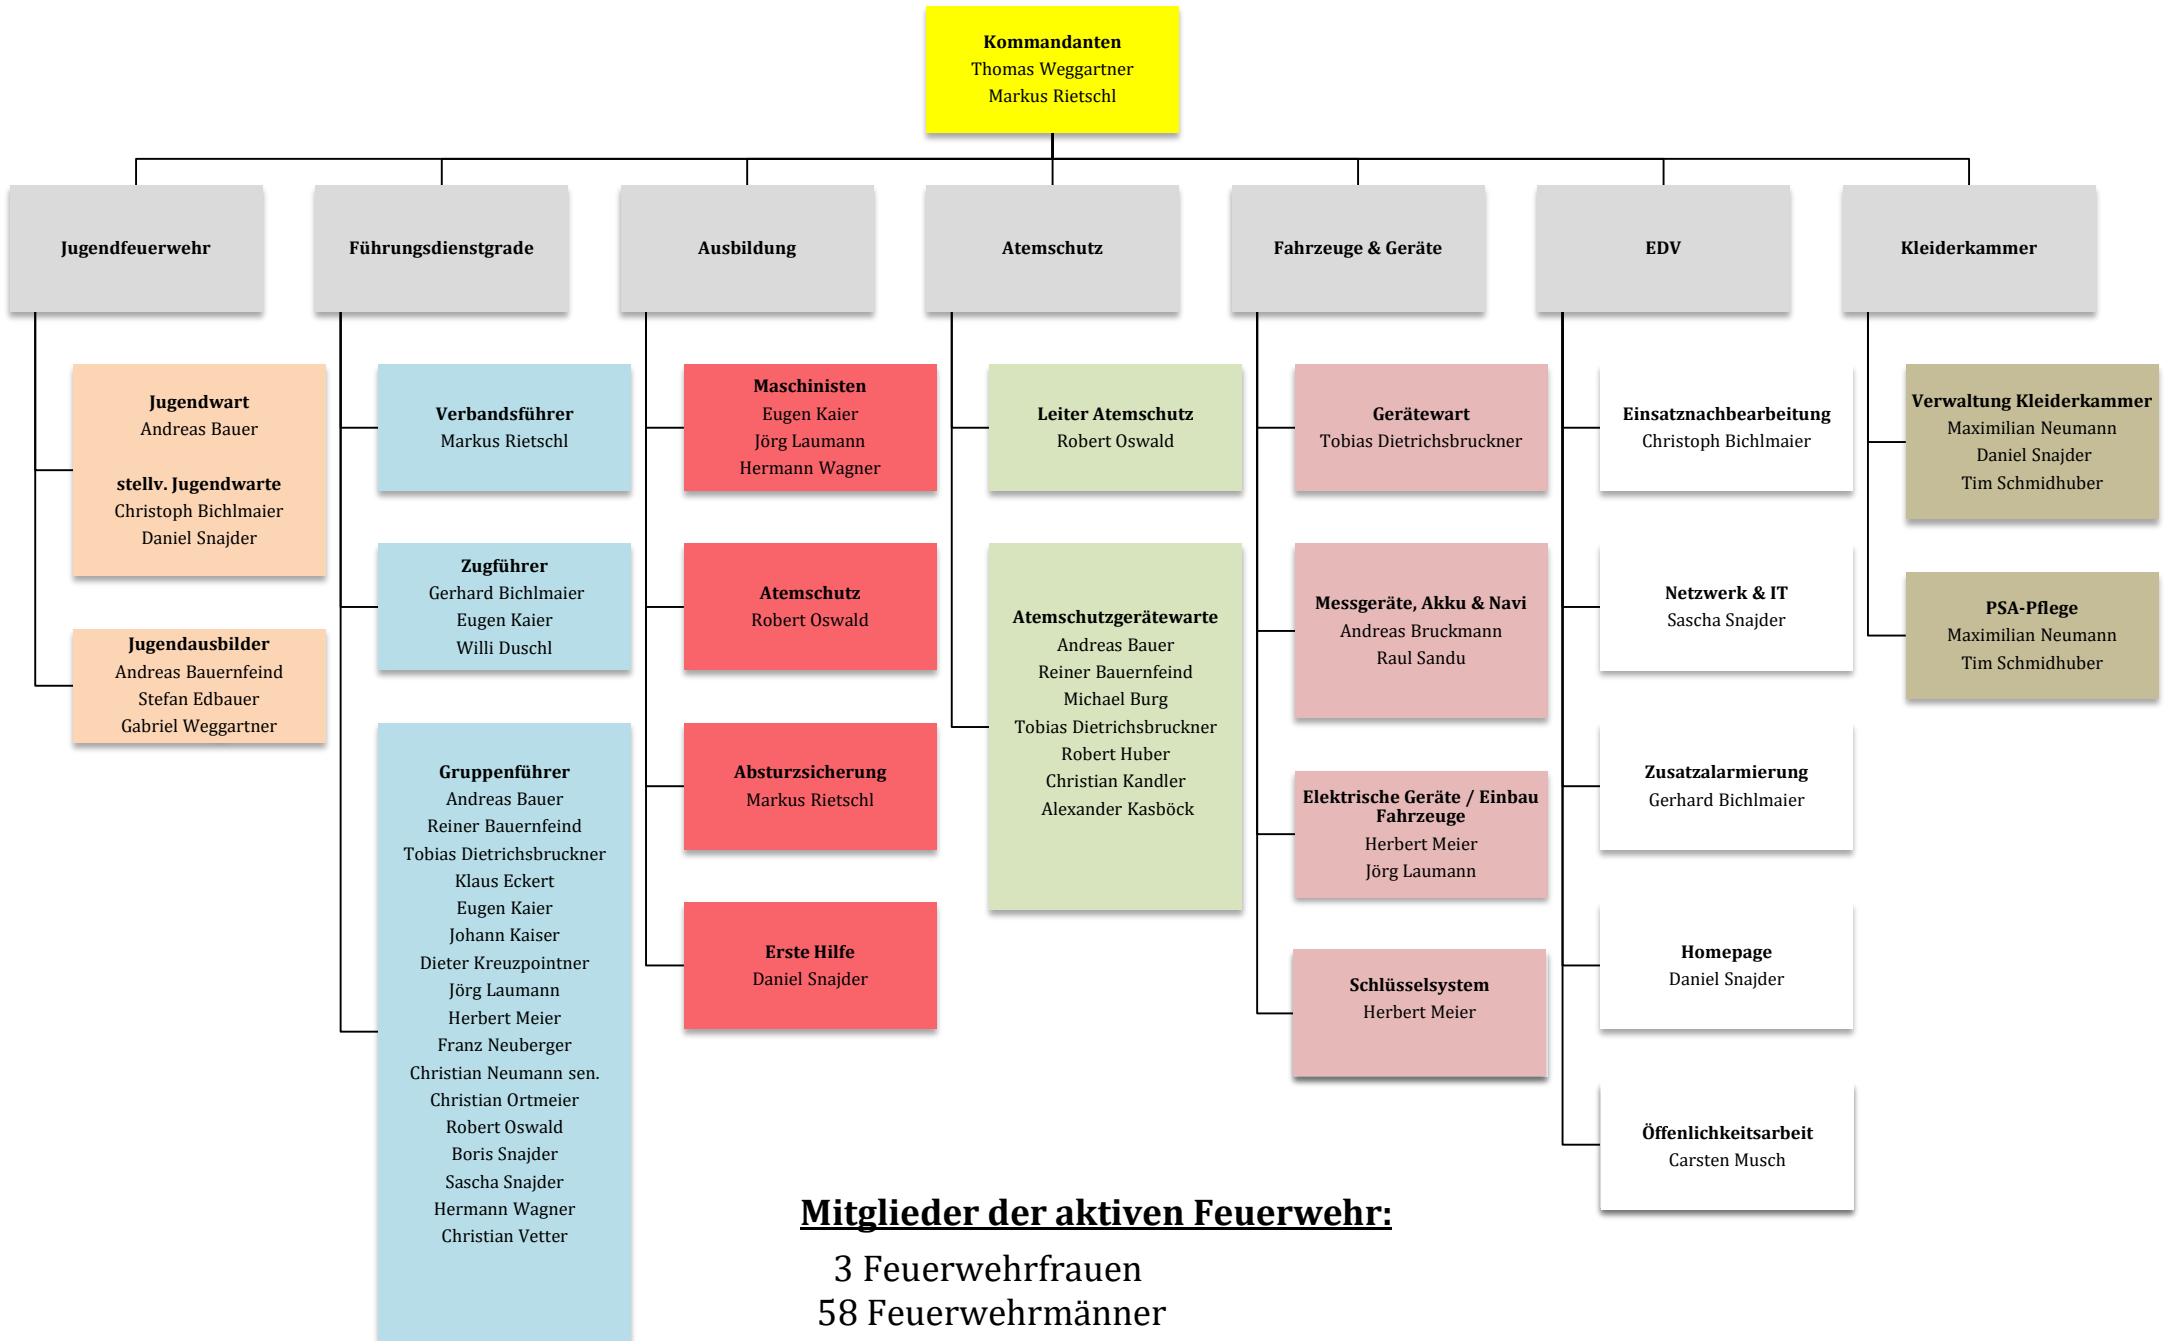 Kommandanten
Thomas Weggartner
Markus Rietschl
Jugendfeuerwehr
Führungsdienstgrade
Ausbildung
Atemschutz
Fahrzeuge & Geräte
EDV
Kleiderkammer
Jugendwart
Andreas Bauer
stellv. Jugendwarte
Christoph Bichlmaier
Daniel Snajder
Jugendausbilder
Andreas Bauernfeind
Stefan Edbauer
Gabriel Weggartner
Verbandsführer
Markus Rietschl
Zugführer
Gerhard Bichlmaier
Eugen Kaier
Willi Duschl
Gruppenführer
Andreas Bauer
Reiner Bauernfeind
Tobias Dietrichsbruckner
Klaus Eckert
Eugen Kaier
Johann Kaiser
Dieter Kreuzpointner
Jörg Laumann
Herbert Meier
Franz Neuberger
Christian Neumann sen.
Christian Ortmeier
Robert Oswald
Boris Snajder
Sascha Snajder
Hermann Wagner
Christian Vetter
Maschinisten
Eugen Kaier
Jörg Laumann
Hermann Wagner
Atemschutz
Robert Oswald
Absturzsicherung
Markus Rietschl
Erste Hilfe
Daniel Snajder
Leiter Atemschutz
Robert Oswald
Atemschutzgerätewarte
Andreas Bauer
Reiner Bauernfeind
Michael Burg
Tobias Dietrichsbruckner
Robert Huber
Christian Kandler
Alexander Kasböck
Gerätewart
Tobias Dietrichsbruckner
Messgeräte, Akku & Navi
Andreas Bruckmann
Raul Sandu
Elektrische Geräte / Einbau
Fahrzeuge
Herbert Meier
Jörg Laumann
Schlüsselsystem
Herbert Meier
Einsatznachbearbeitung
Christoph Bichlmaier
Netzwerk & IT
Sascha Snajder
Zusatzalarmierung
Gerhard Bichlmaier
Homepage
Daniel Snajder
Öffenlichkeitsarbeit
Carsten Musch
Verwaltung Kleiderkammer
Maximilian Neumann
Daniel Snajder
Tim Schmidhuber
PSA-Pflege
Maximilian Neumann
Tim Schmidhuber
Mitglieder der aktiven Feuerwehr:
3 Feuerwehrfrauen
58 Feuerwehrmänner